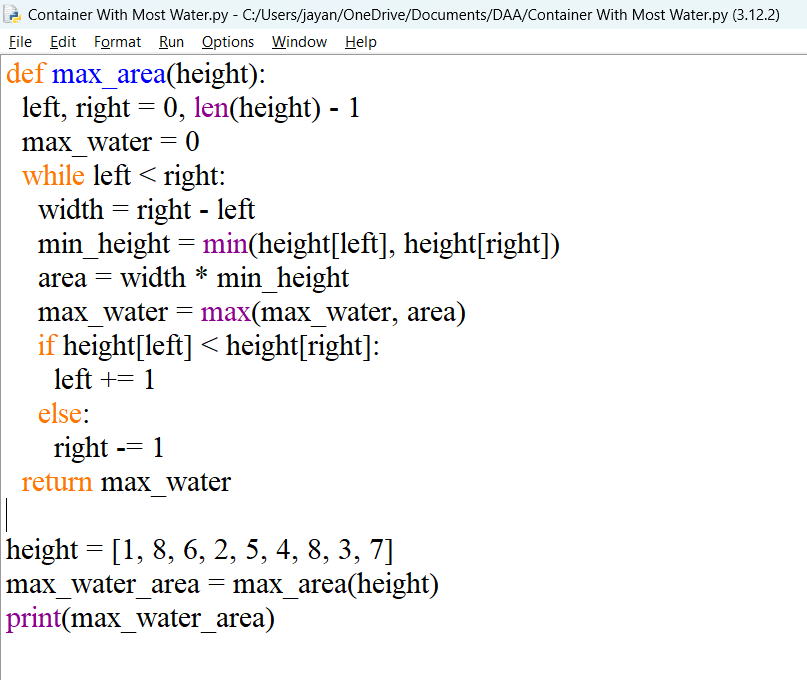 Container With Most Water.py - C:/Users/jayan/OneDrive/Documents/DAA/Container With Most Water.py (3.12.2)
File Edit Format Run Options Window Help
def max_area(height):
  left, right = 0, len(height) - 1
  max_water = 0
  while left < right:
    width = right - left
    min_height = min(height[left], height[right])
    area = width * min_height
    max_water = max(max_water, area)
    if height[left] < height[right]:
      left += 1
    else:
      right -= 1
  return max_water
height = [1, 8, 6, 2, 5, 4, 8, 3, 7]
max_water_area = max_area(height)
print(max_water_area)